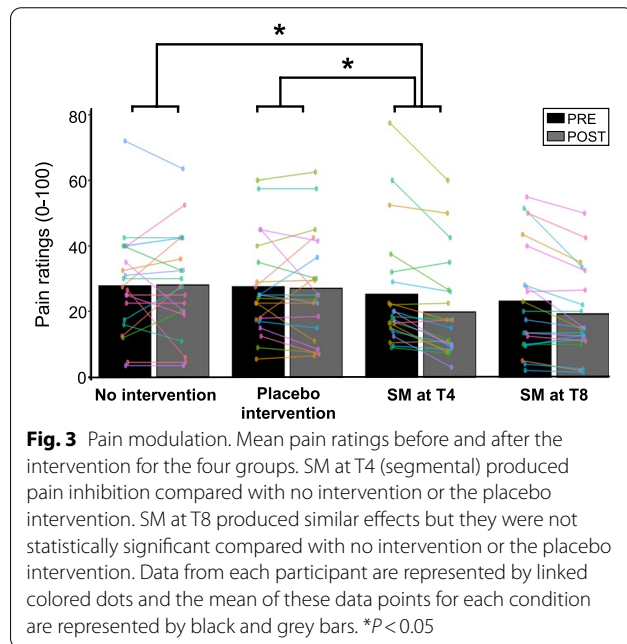 *
*
80
PRE
POST
60
40
20
0
Pain ratings (0-100)
No intervention
Placebo
intervention
SM at T4
SM at T8
Fig. 3 Pain modulation. Mean pain ratings before and after the
intervention for the four groups. SM at T4 (segmental) produced
pain inhibition compared with no intervention or the placebo
intervention. SM at T8 produced similar effects but they were not
statistically significant compared with no intervention or the placebo
intervention. Data from each participant are represented by linked
colored dots and the mean of these data points for each condition
are represented by black and grey bars. *P < 0.05